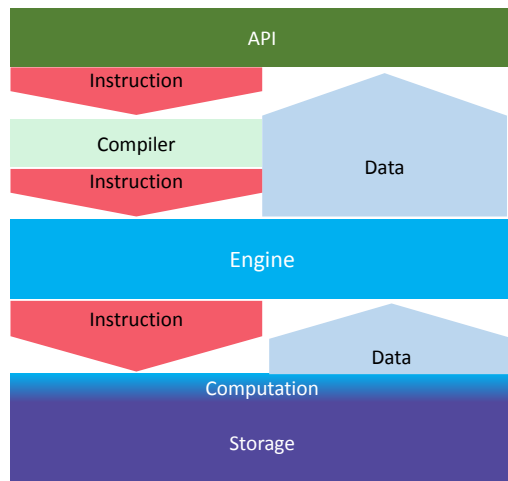 API
Instruction
Compiler
Data
Instruction
Engine
Instruction
Data
Computation
Storage